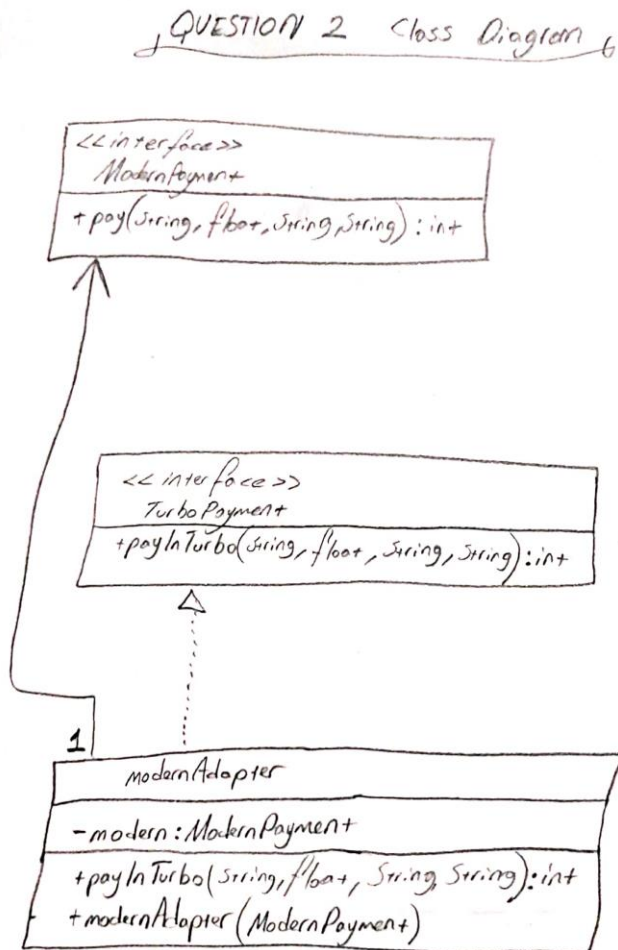 QUESTION 2 Class Diagram
<<interface>>
ModernPayment
+pay(String, float, String, String) : int
<< interface >>
TurboPayment
+payInTurbo(String, float, String, String) : int
1
modernAdapter
-modern : ModernPayment
+payInTurbo(String, float, String, String) : int
+modernAdapter(ModernPayment)